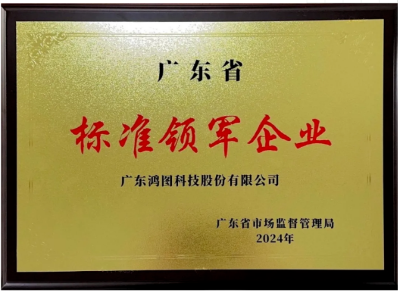 广东省
标准领军企业
广东鸿图科技股份有限公司
广东省市场监督管理局
2024年